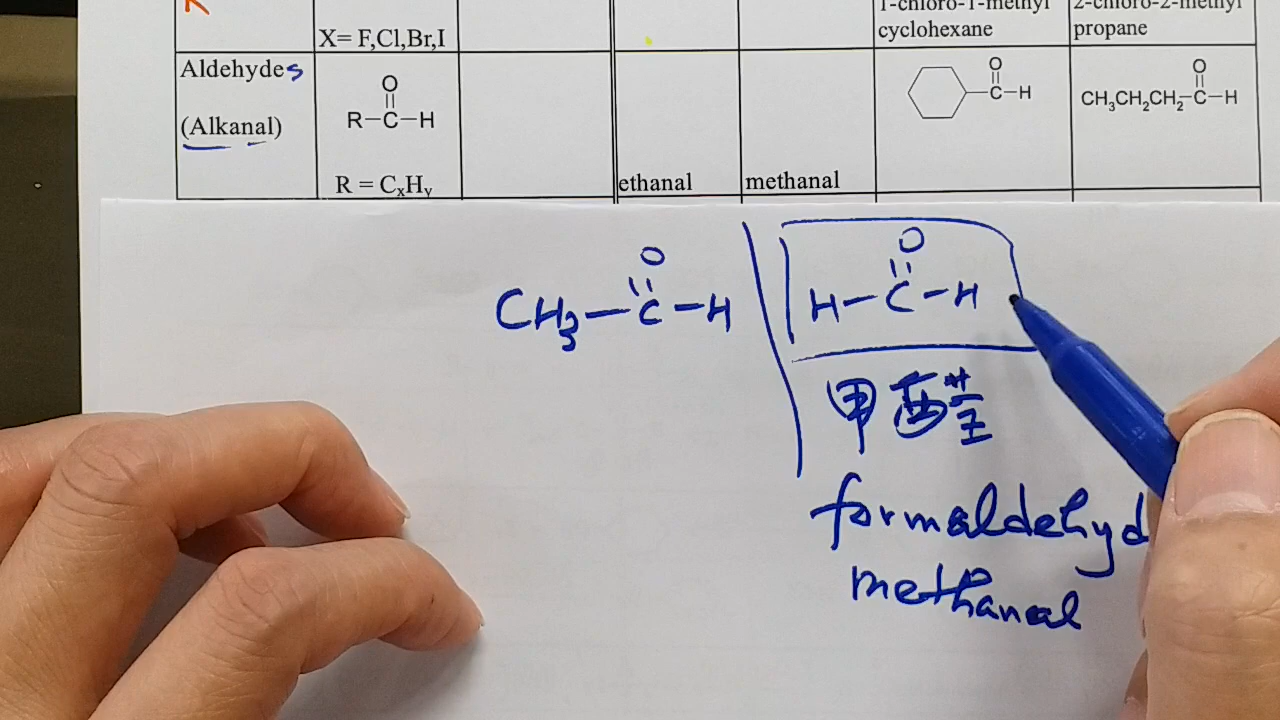 1-chloro-1-methyl 2-chloro-2-methyl
X= F,Cl,Br,I cyclohexane propane
Aldehydes
O
C-H
O
CH3CH2CH2-C-H
O
R-C-H
(Alkanal)
R = CxHy ethanal methanal
O
CH3-C-H
O
H-C-H
甲醛
formaldehyd
methanal